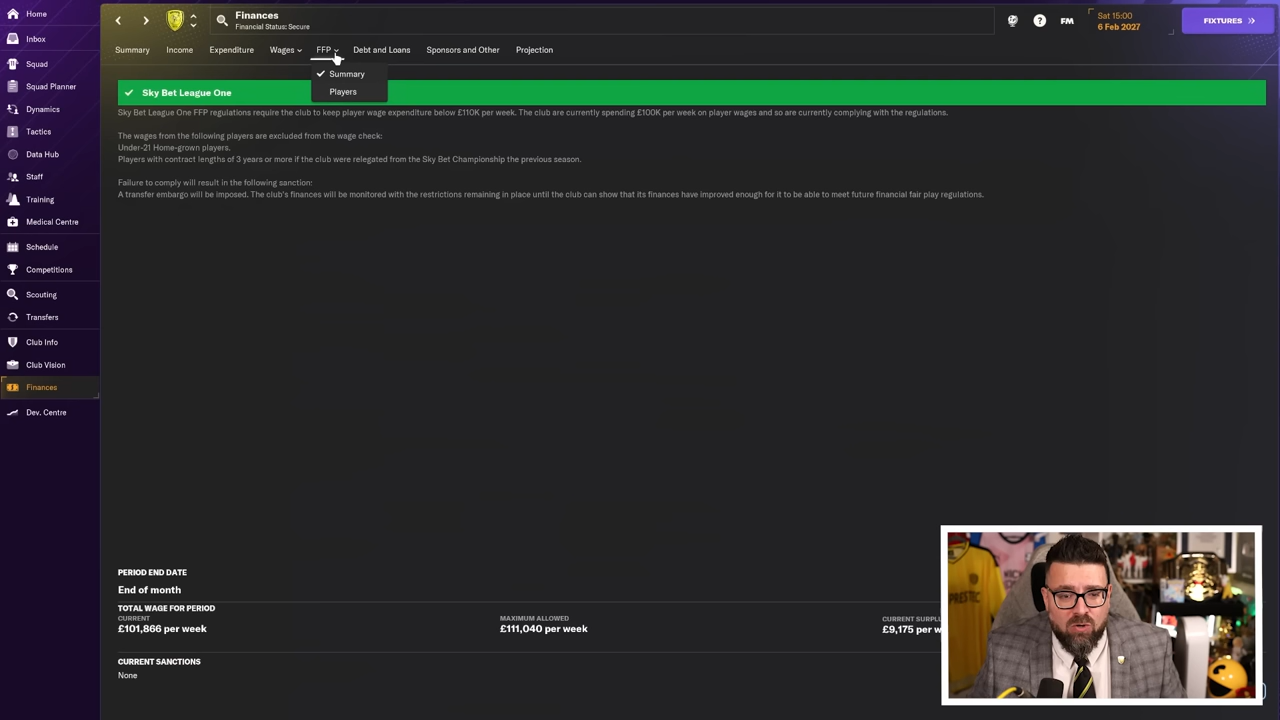 Home
Inbox
Squad
Squad Planner
Dynamics
Tactics
Data Hub
Staff
Training
Medical Centre
Schedule
Competitions
Scouting
Transfers
Club Info
Club Vision
Finances
Dev. Centre
Finances
Financial Status: Secure
FM
Sat 15:00
6 Feb 2027
FIXTURES
Summary Income Expenditure Wages FFP Debt and Loans Sponsors and Other Projection
Summary
Players
Sky Bet League One
Sky Bet League One FFP regulations require the club to keep player wage expenditure below £110K per week. The club are currently spending £100K per week on player wages and so are currently complying with the regulations.
The wages from the following players are excluded from the wage check:
Under-21 Home-grown players.
Players with contract lengths of 3 years or more if the club were relegated from the Sky Bet Championship the previous season.
Failure to comply will result in the following sanction:
A transfer embargo will be imposed. The club's finances will be monitored with the restrictions remaining in place until the club can show that its finances have improved enough for it to be able to meet future financial fair play regulations.
PERIOD END DATE
End of month
TOTAL WAGE FOR PERIOD
CURRENT MAXIMUM ALLOWED CURRENT
£101,866 per week £111,040 per week £9,175 per
CURRENT SANCTIONS
None